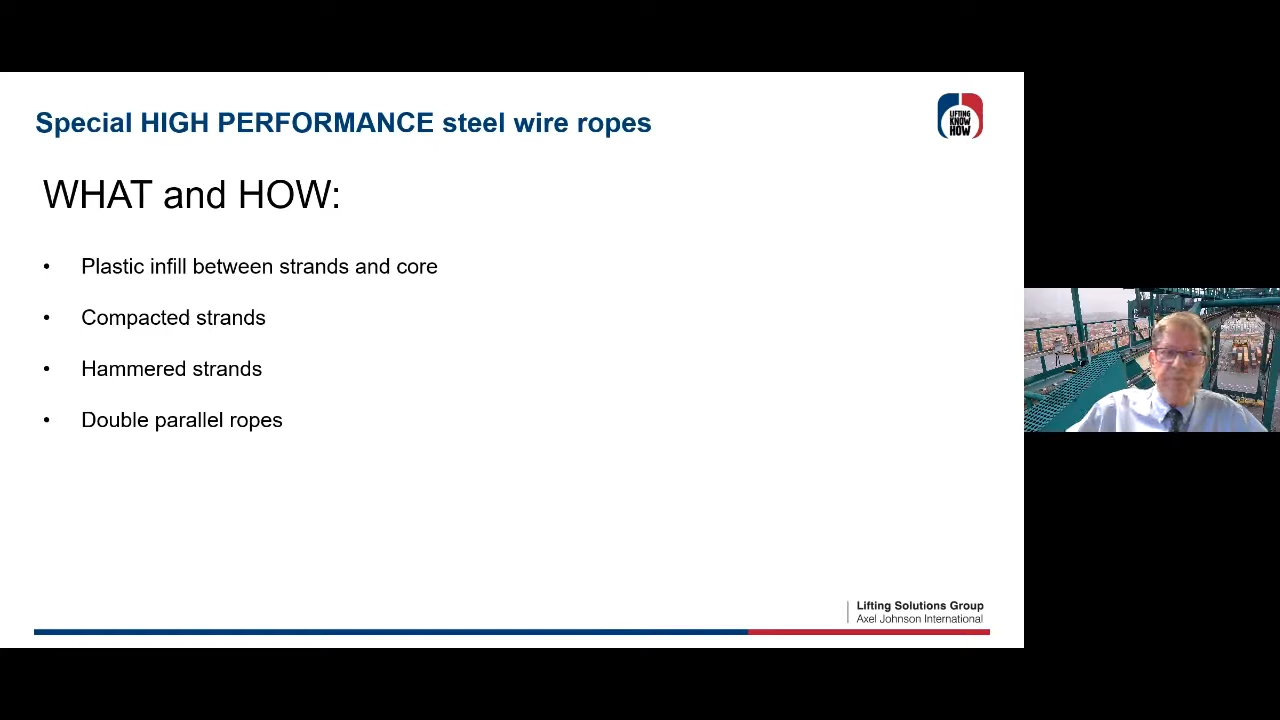 Special HIGH PERFORMANCE steel wire ropes
LIFTING
KNOW
HOW
WHAT and HOW:
• Plastic infill between strands and core
• Compacted strands
• Hammered strands
• Double parallel ropes
Lifting Solutions Group
Axel Johnson International